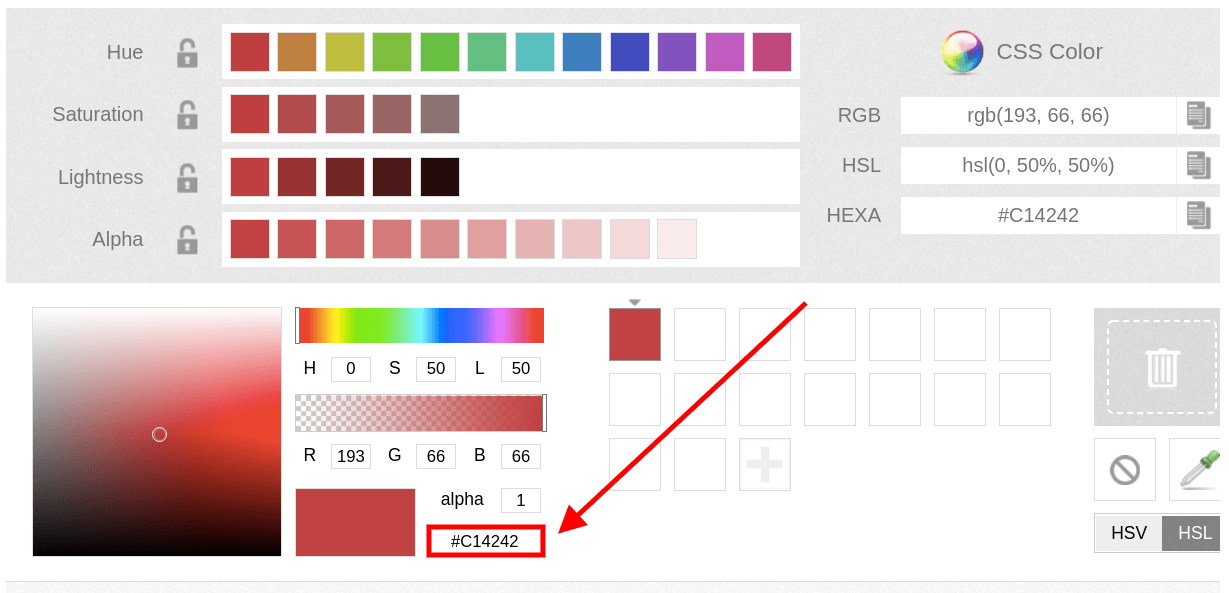 Hue
Saturation
Lightness
Alpha
CSS Color
RGB rgb(193, 66, 66)
HSL hsl(0, 50%, 50%)
HEXA #C14242
H 0 S 50 L 50
R 193 G 66 B 66
alpha 1
#C14242
HSV HSL